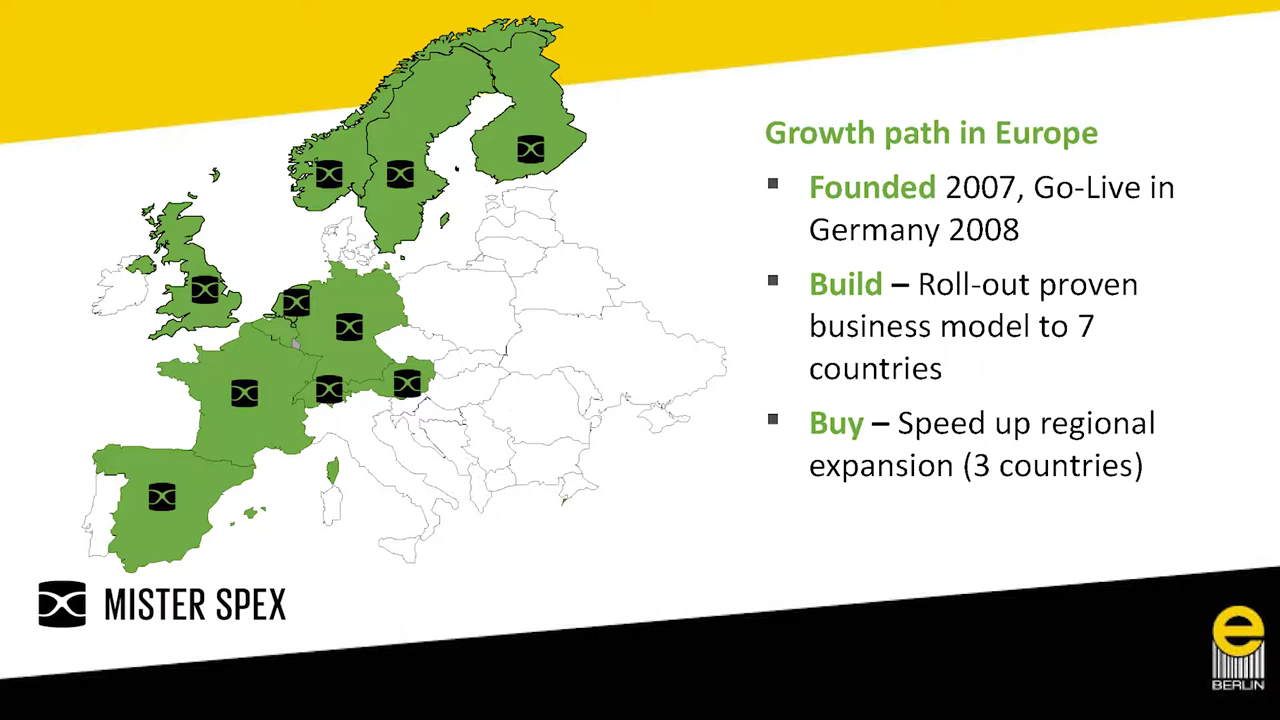 Growth path in Europe
▪ Founded 2007, Go-Live in
Germany 2008
▪ Build – Roll-out proven
business model to 7
countries
▪ Buy – Speed up regional
expansion (3 countries)
MISTER SPEX
e
BERLIN